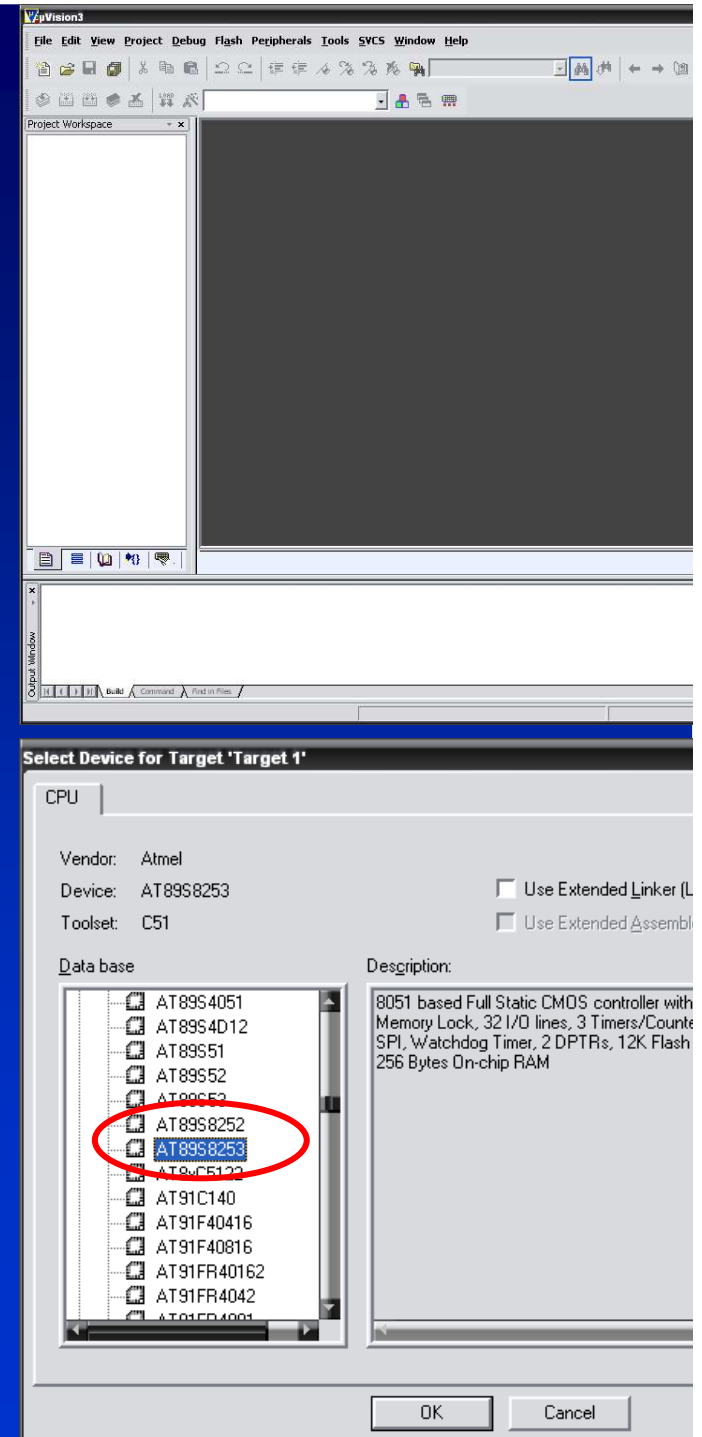 µVision3
File Edit View Project Debug Flash Peripherals Tools SVCS Window Help
Project Workspace
Output Window
Build Command Find in Files
Select Device for Target 'Target 1'
CPU
Vendor: Atmel
Device: AT89S8253
Use Extended Linker (L
Toolset: C51
Use Extended Assembl
Data base
Description:
AT89S4051
AT89S4D12
AT89S51
AT89S52
AT89S53
AT89S8252
AT89S8253
AT8xC5122
AT91C140
AT91F40416
AT91F40816
AT91FR40162
AT91FR4042
8051 based Full Static CMOS controller with
Memory Lock, 32 I/O lines, 3 Timers/Counte
SPI, Watchdog Timer, 2 DPTRs, 12K Flash
256 Bytes On-chip RAM
OK Cancel